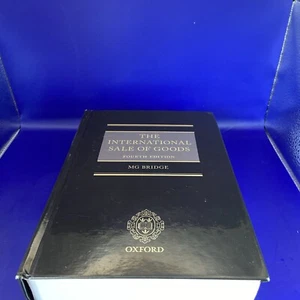 THE
INTERNATIONAL
SALE OF GOODS
FOURTH EDITION
MG BRIDGE
OXFORD